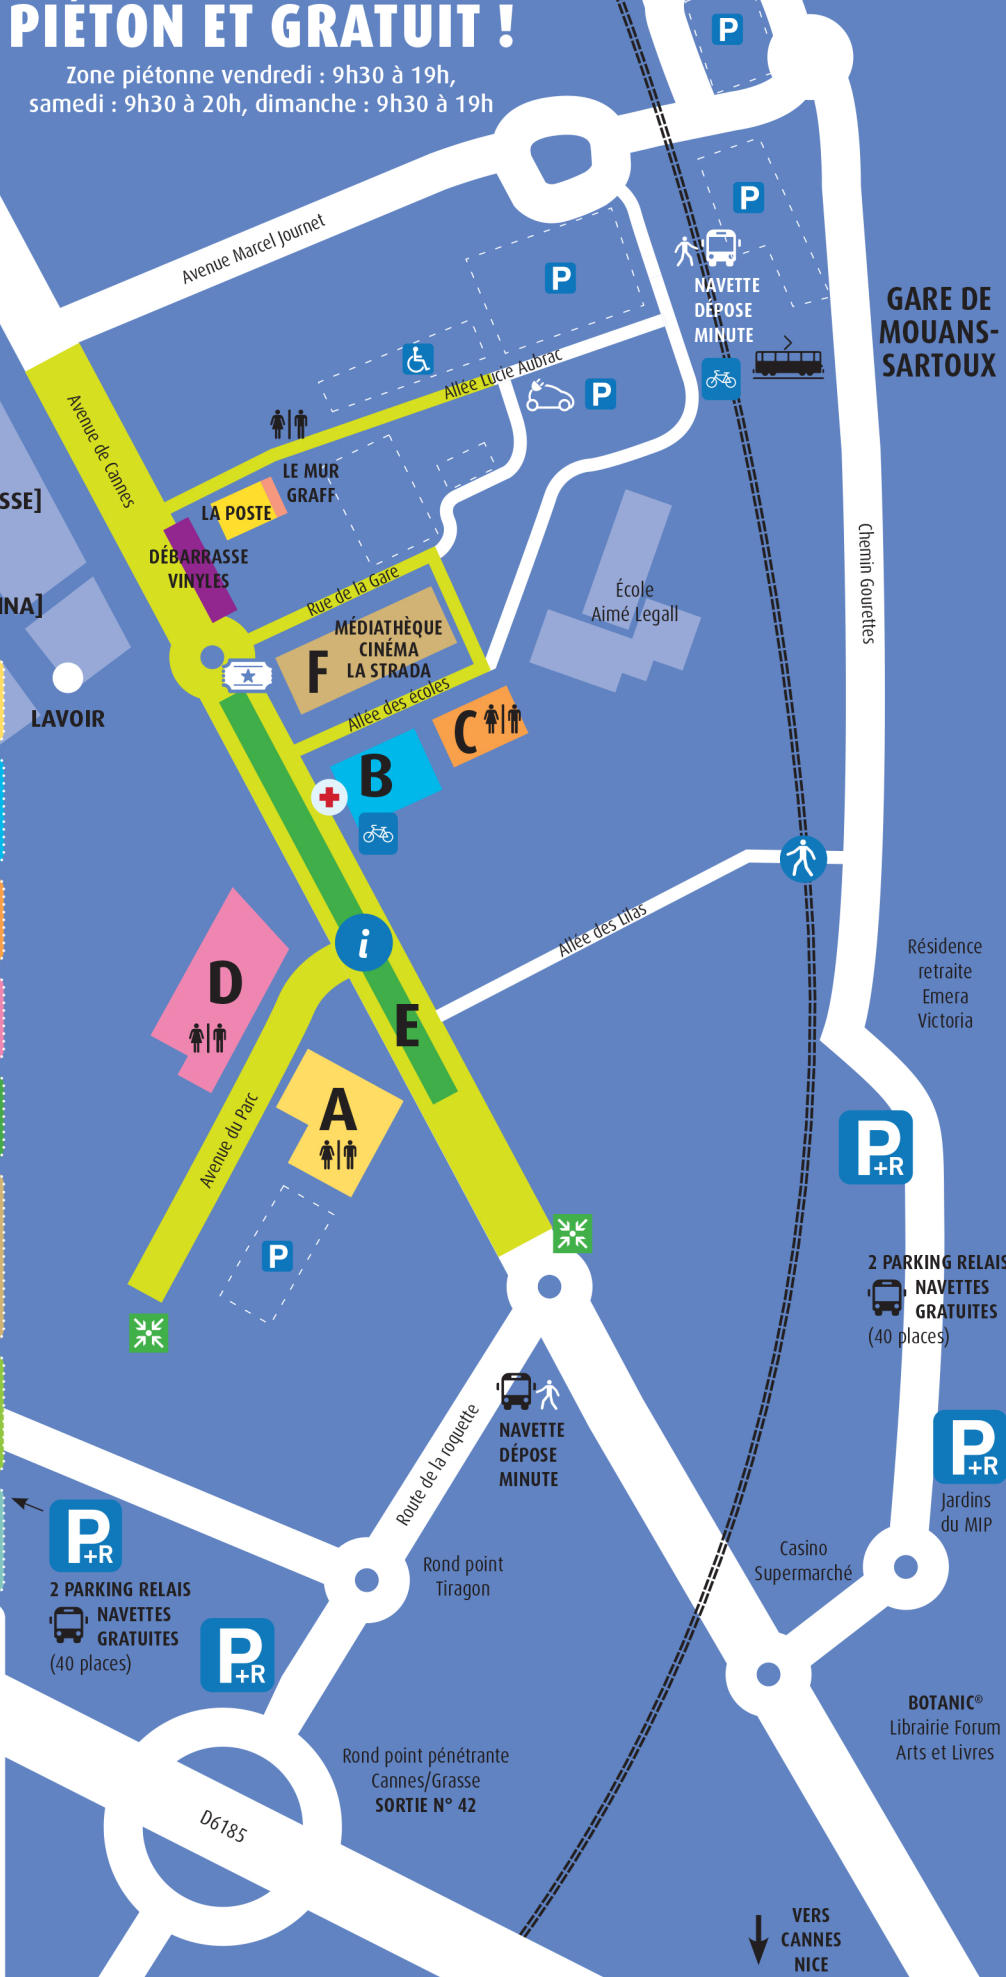 PIÉTON ET GRATUIT !
Zone piétonne vendredi : 9h30 à 19h,
samedi : 9h30 à 20h, dimanche : 9h30 à 19h
P
Avenue Marcel Journet
P
P
NAVETTE
DÉPOSE
MINUTE
GARE DE
MOUANS-
SARTOUX
Allée Lucie Aubrac
P
Avenue de Cannes
LE MUR
GRAFF
LA POSTE
SSE]
DÉBARRASSE
VINYLES
Rue de la Gare
École
Aimé Legall
Chemin Gourettes
NA]
MÉDIATHÈQUE
CINÉMA
LA STRADA
F
LAVOIR
Allée des écoles
C
B
Allée des Lilas
i
D
E
Résidence
retraite
Emera
Victoria
A
Avenue du Parc
P
P+R
2 PARKING RELAIS
NAVETTES
GRATUITES
(40 places)
NAVETTE
DÉPOSE
MINUTE
Route de la roquette
P+R
Jardins
du MIP
P+R
2 PARKING RELAIS
NAVETTES
GRATUITES
(40 places)
Rond point
Tiragon
Casino
Supermarché
P+R
BOTANIC®
Librairie Forum
Arts et Livres
Rond point pénétrante
Cannes/Grasse
SORTIE N° 42
D6185
VERS
CANNES
NICE